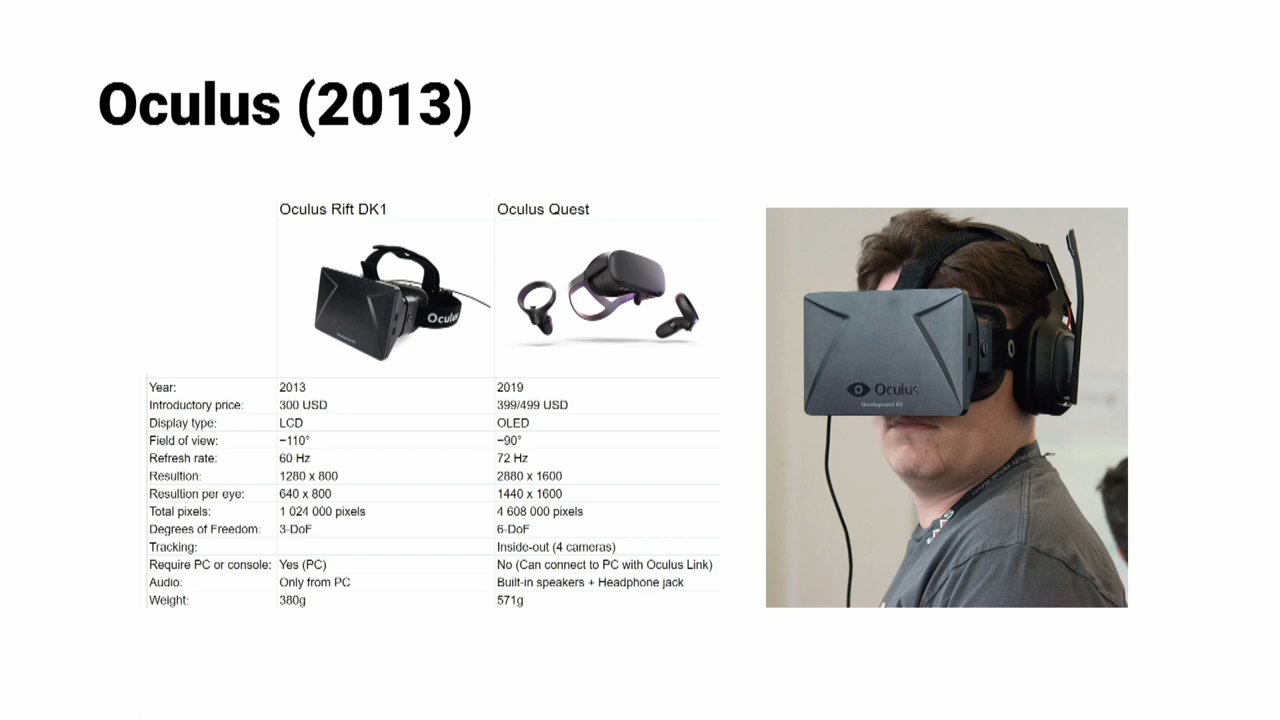 Oculus (2013)
Oculus Rift DK1 Oculus Quest
Oculus
Year: 2013 2019
Introductory price: 300 USD 399/499 USD
Display type: LCD OLED
Field of view: ~110° ~90°
Refresh rate: 60 Hz 72 Hz
Resultion: 1280 x 800 2880 x 1600
Resultion per eye: 640 x 800 1440 x 1600
Total pixels: 1 024 000 pixels 4 608 000 pixels
Degrees of Freedom: 3-DoF 6-DoF
Tracking: Inside-out (4 cameras)
Require PC or console: Yes (PC) No (Can connect to PC with Oculus Link)
Audio: Only from PC Built-in speakers + Headphone jack
Weight: 380g 571g
Oculus
Development Kit